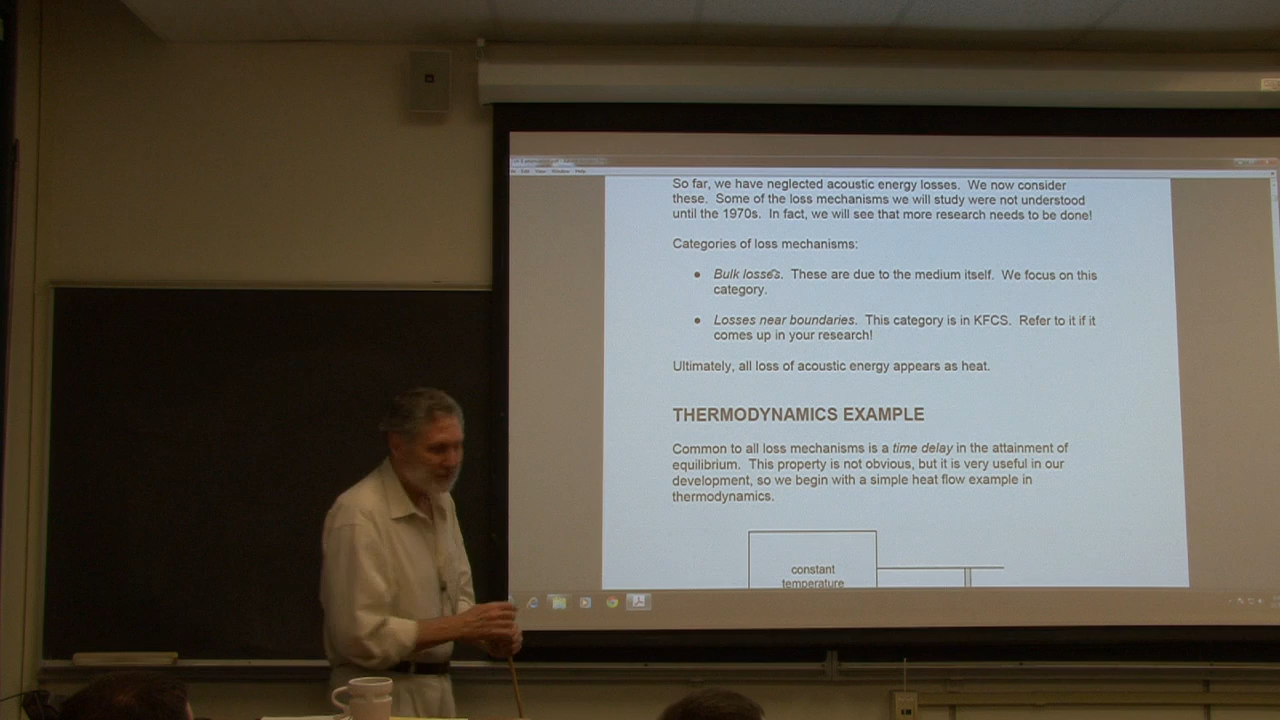 Edit View Window Help
So far, we have neglected acoustic energy losses. We now consider
these. Some of the loss mechanisms we will study were not understood
until the 1970s. In fact, we will see that more research needs to be done!
Categories of loss mechanisms:
• Bulk losses. These are due to the medium itself. We focus on this
category.
• Losses near boundaries. This category is in KFCS. Refer to it if it
comes up in your research!
Ultimately, all loss of acoustic energy appears as heat.
THERMODYNAMICS EXAMPLE
Common to all loss mechanisms is a time delay in the attainment of
equilibrium. This property is not obvious, but it is very useful in our
development, so we begin with a simple heat flow example in
thermodynamics.
constant
temperature